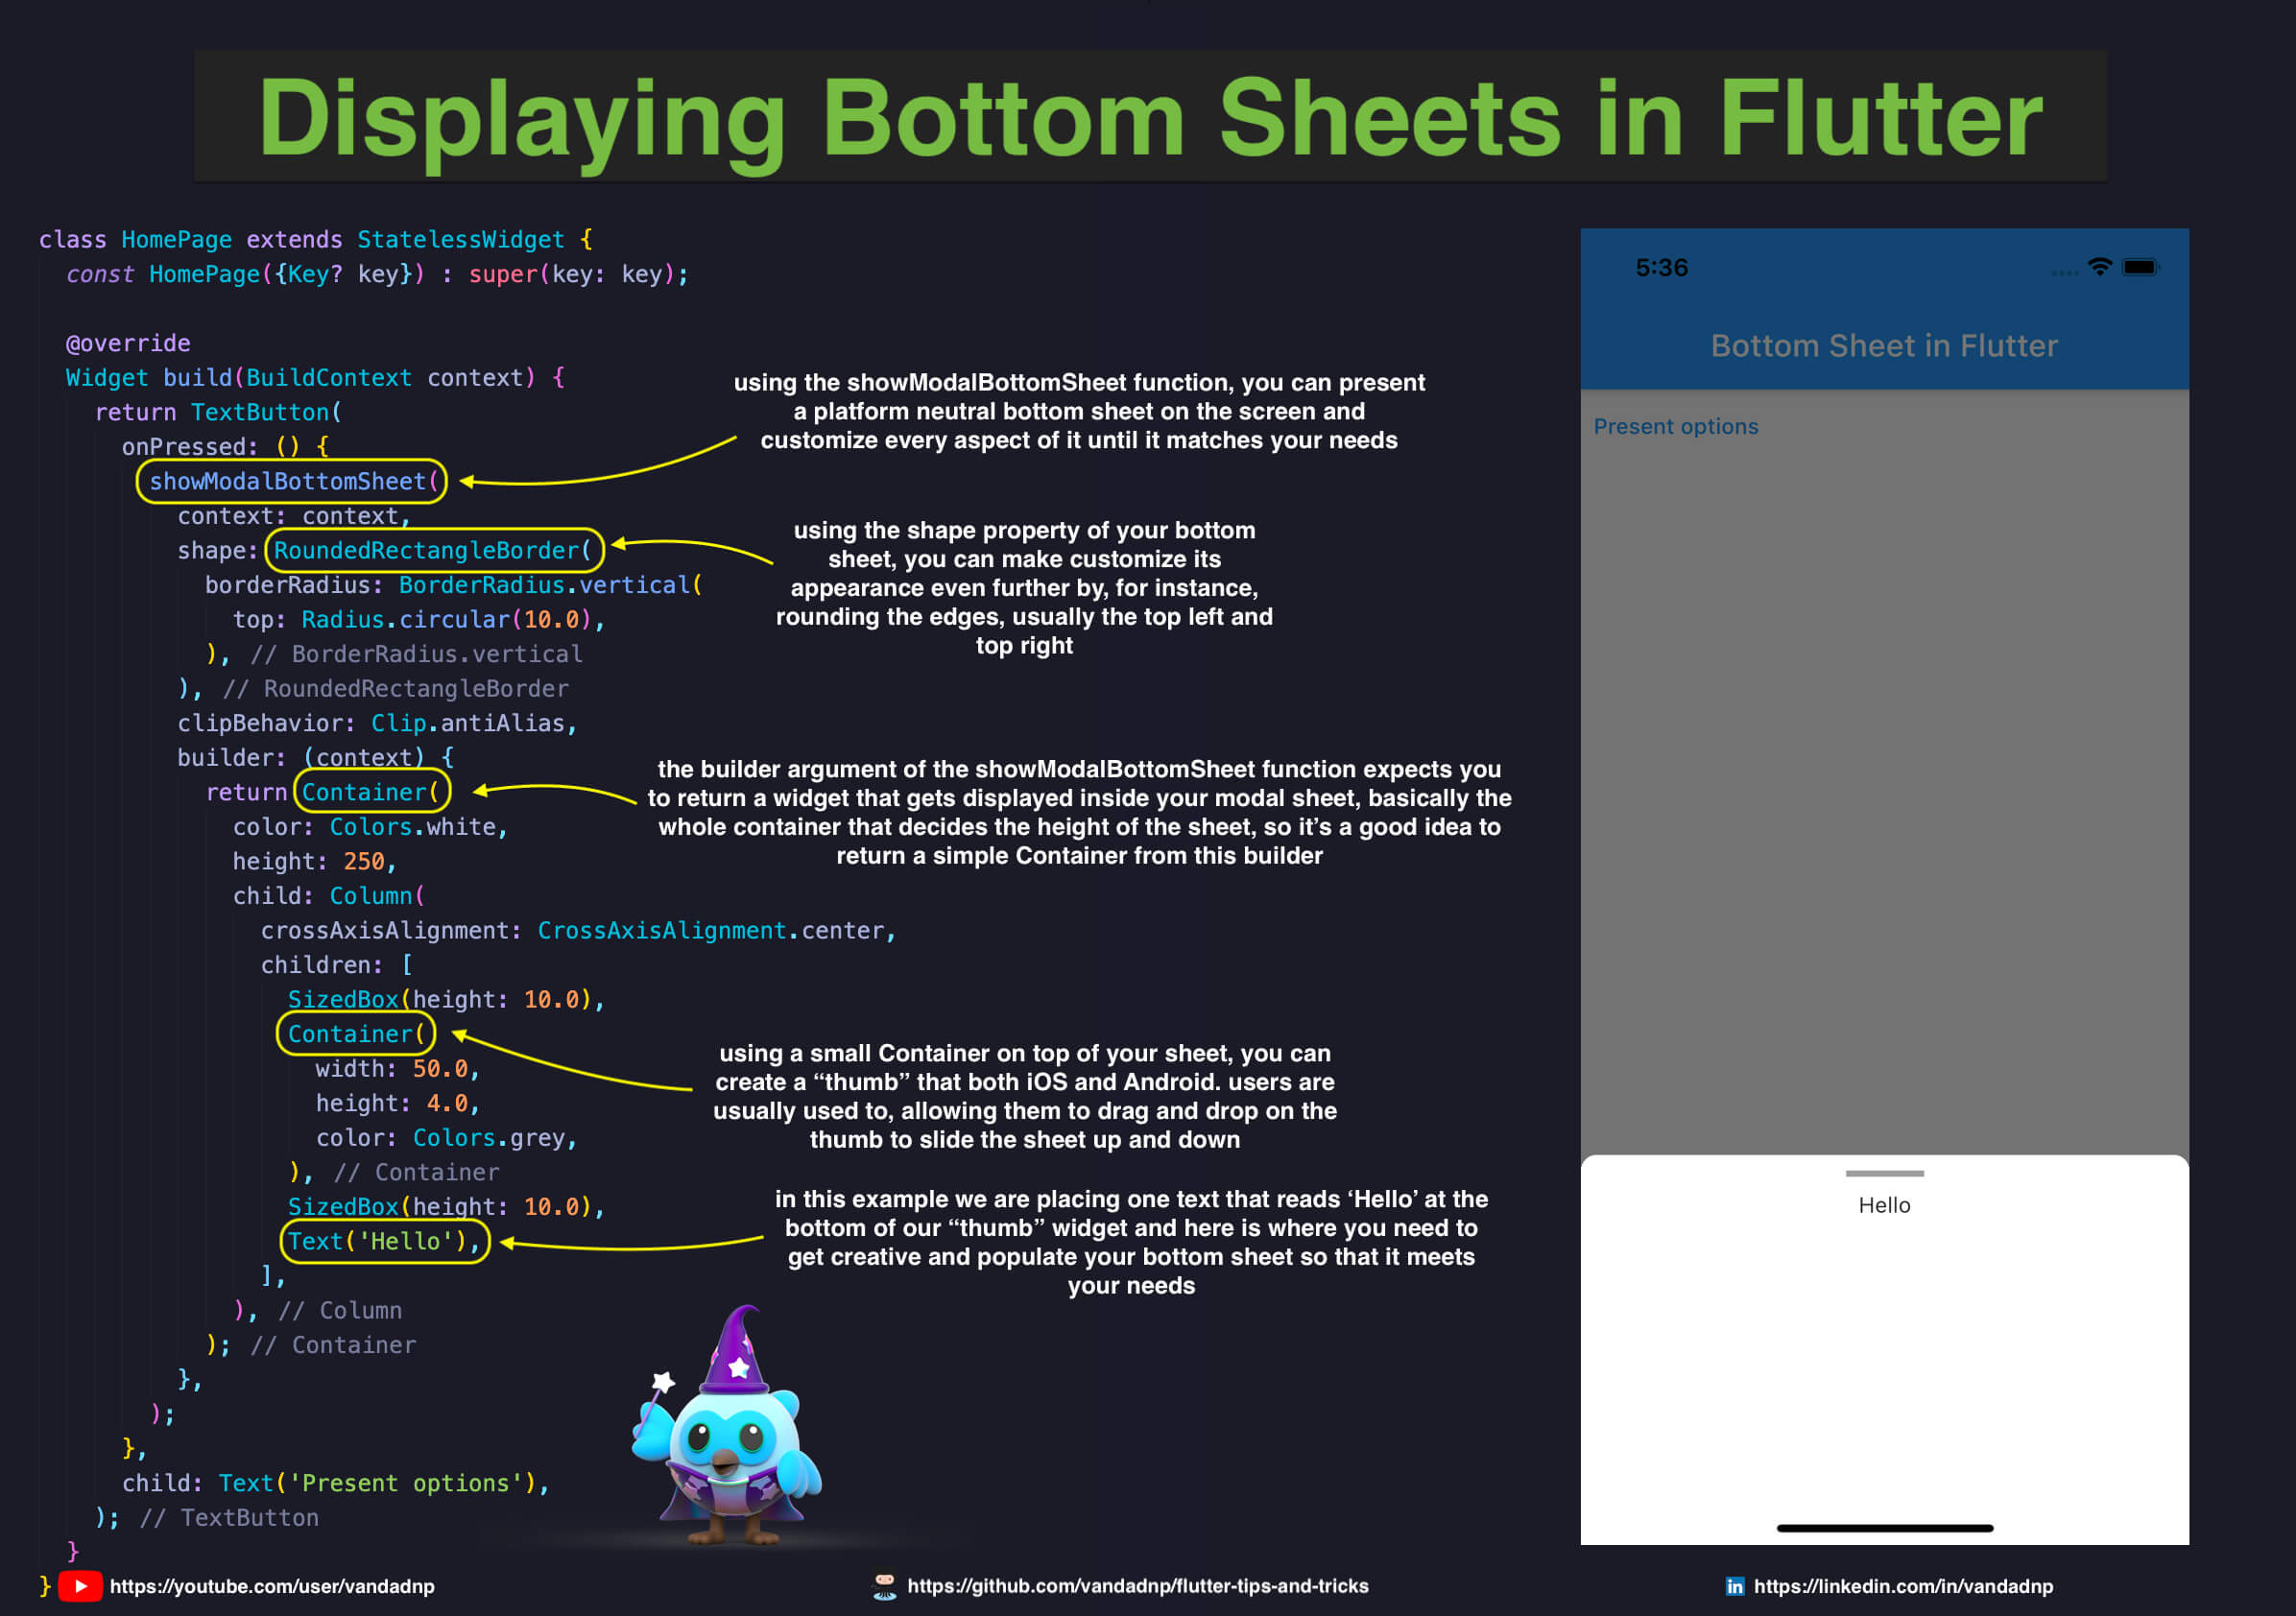 Displaying Bottom Sheets in Flutter
class HomePage extends StatelessWidget {
  const HomePage({Key? key}) : super(key: key);

  @override
  Widget build(BuildContext context) {
    return TextButton(
      onPressed: () {
        showModalBottomSheet(
          context: context,
          shape: RoundedRectangleBorder(
            borderRadius: BorderRadius.vertical(
              top: Radius.circular(10.0),
            ), // BorderRadius.vertical
          ), // RoundedRectangleBorder
          clipBehavior: Clip.antiAlias,
          builder: (context) {
            return Container(
              color: Colors.white,
              height: 250,
              child: Column(
                crossAxisAlignment: CrossAxisAlignment.center,
                children: [
                  SizedBox(height: 10.0),
                  Container(
                    width: 50.0,
                    height: 4.0,
                    color: Colors.grey,
                  ), // Container
                  SizedBox(height: 10.0),
                  Text('Hello'),
                ],
              ), // Column
            ); // Container
          },
        );
      },
      child: Text('Present options'),
    ); // TextButton
  }
}
using the showModalBottomSheet function, you can present
a platform neutral bottom sheet on the screen and
customize every aspect of it until it matches your needs
using the shape property of your bottom
sheet, you can make customize its
appearance even further by, for instance,
rounding the edges, usually the top left and
top right
the builder argument of the showModalBottomSheet function expects you
to return a widget that gets displayed inside your modal sheet, basically the
whole container that decides the height of the sheet, so it’s a good idea to
return a simple Container from this builder
using a small Container on top of your sheet, you can
create a “thumb” that both iOS and Android. users are
usually used to, allowing them to drag and drop on the
thumb to slide the sheet up and down
in this example we are placing one text that reads ‘Hello’ at the
bottom of our “thumb” widget and here is where you need to
get creative and populate your bottom sheet so that it meets
your needs
5:36
Bottom Sheet in Flutter
Present options
Hello
https://youtube.com/user/vandadnp
https://github.com/vandadnp/flutter-tips-and-tricks
in https://linkedin.com/in/vandadnp